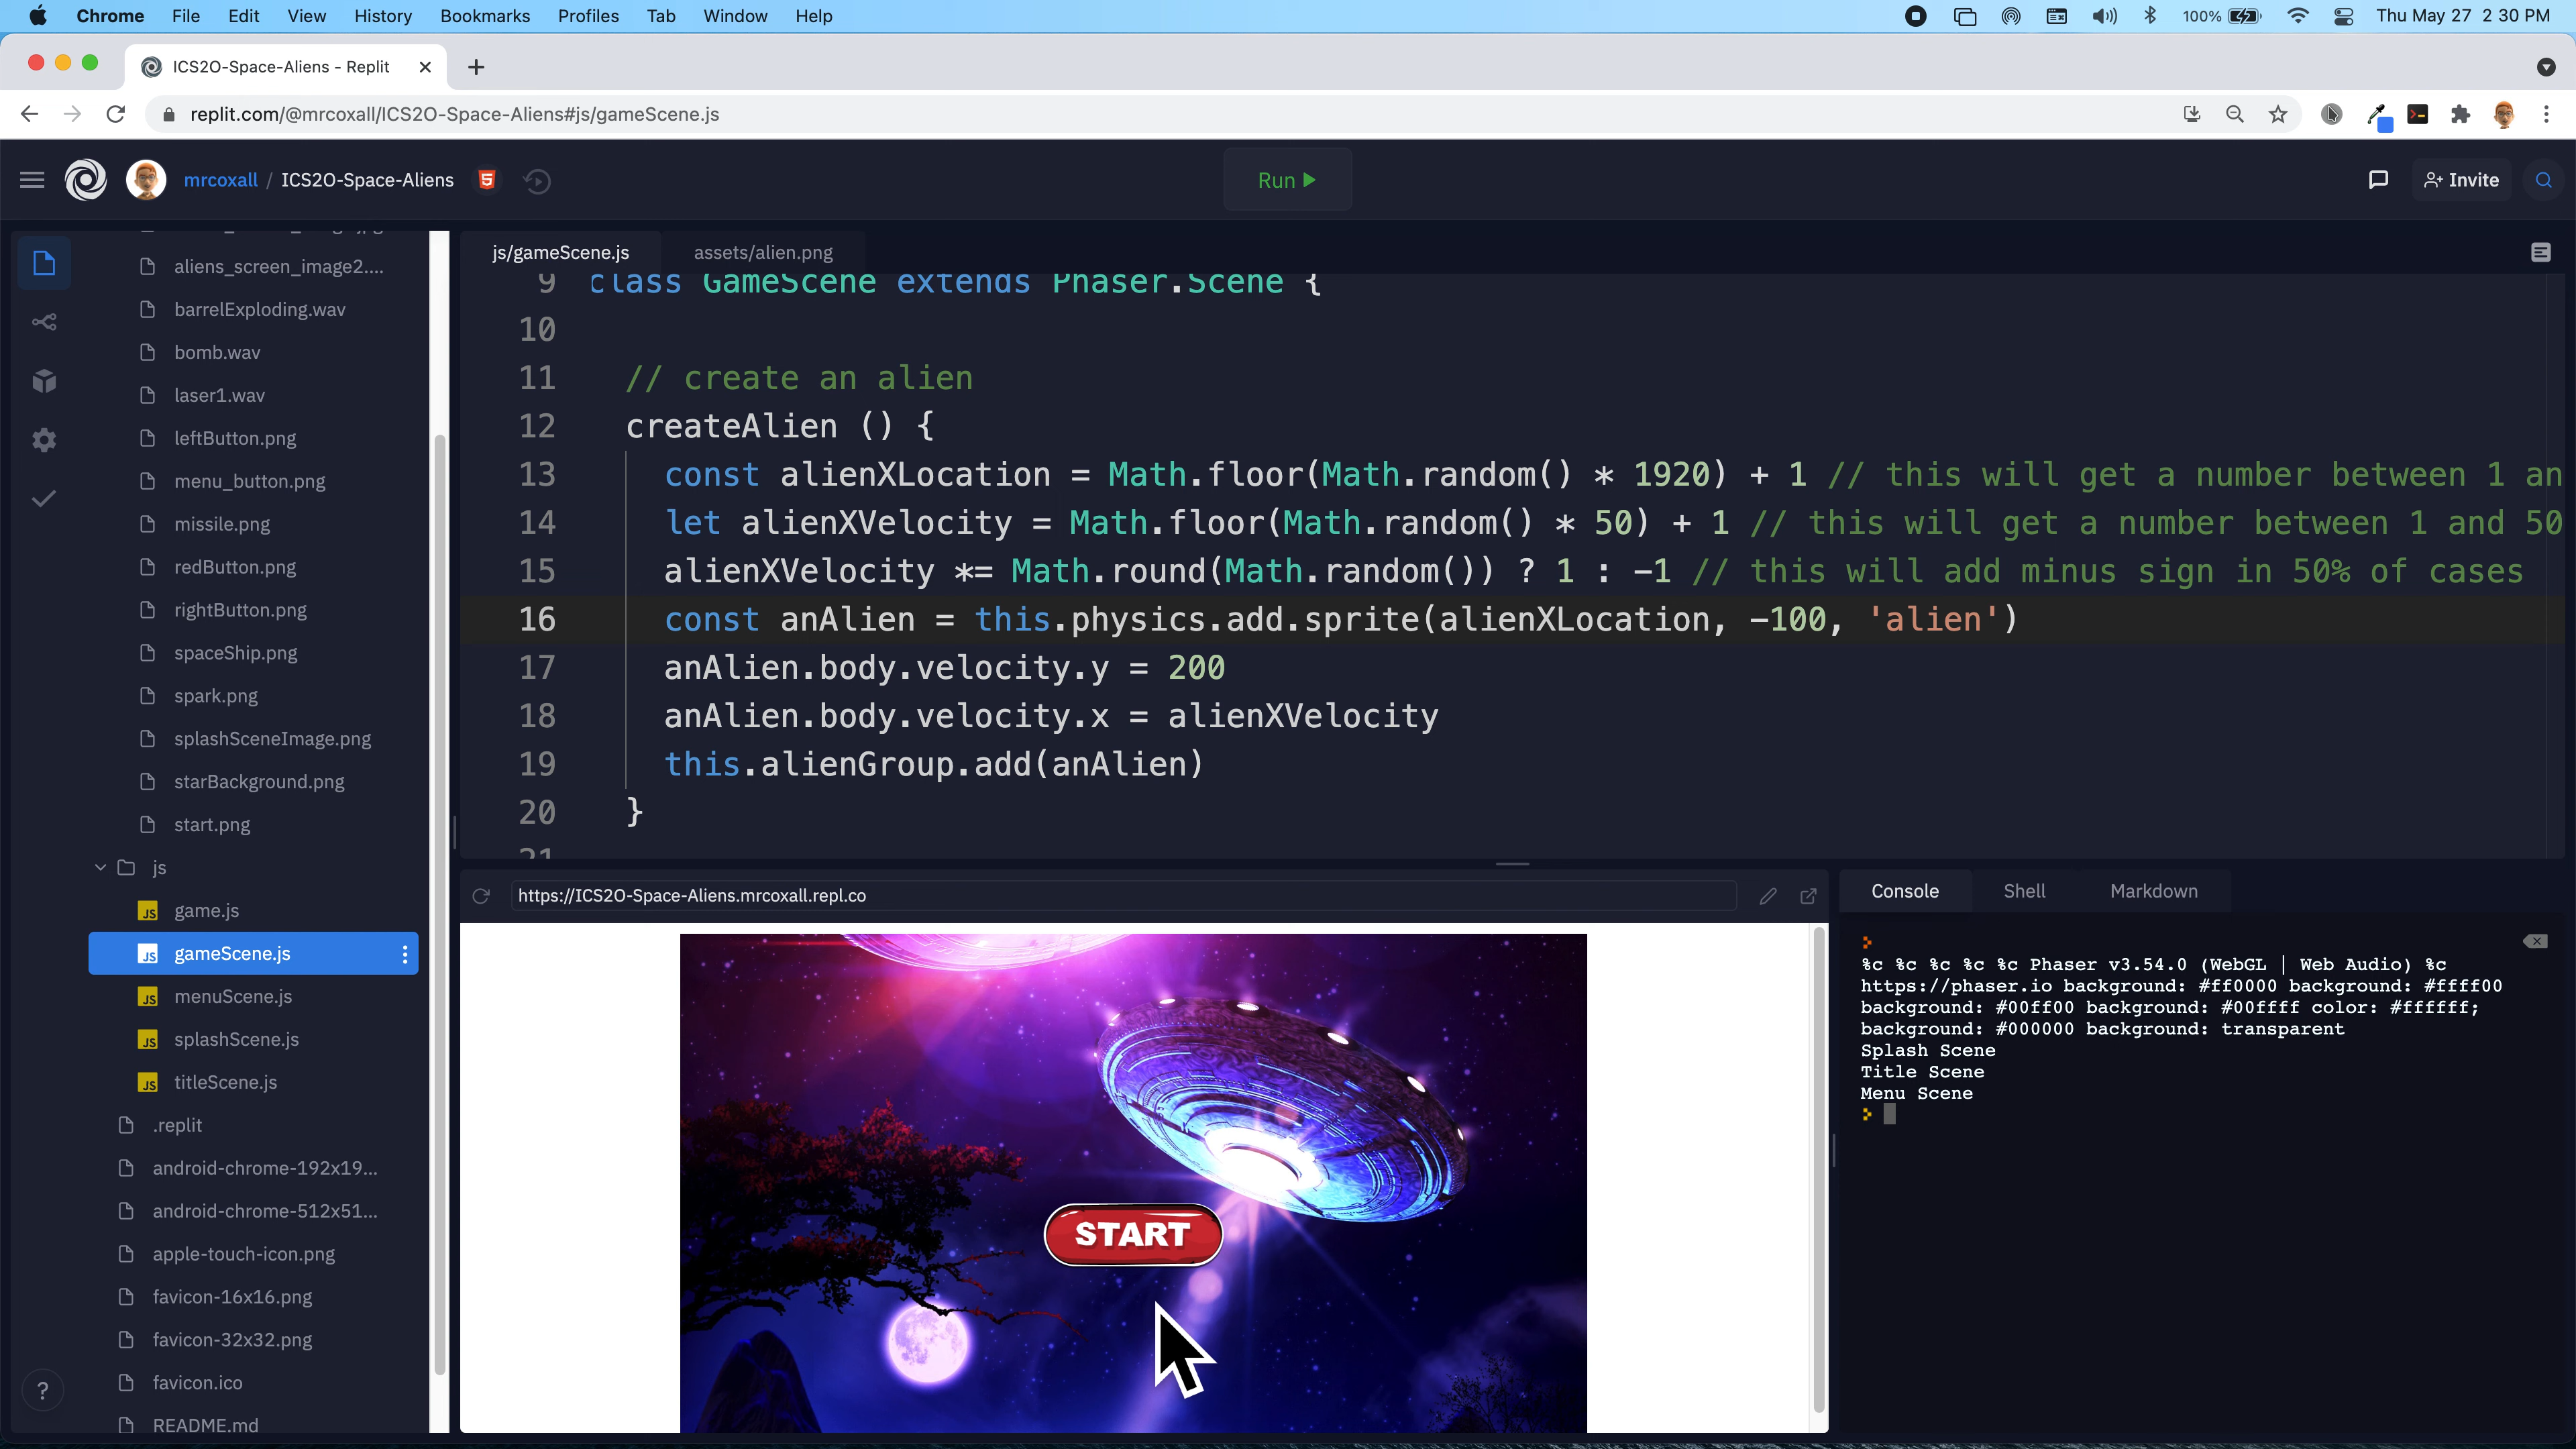 Chrome File Edit View History Bookmarks Profiles Tab Window Help
100% Thu May 27 2 30 PM
ICS2O-Space-Aliens - Replit
replit.com/@mrcoxall/ICS2O-Space-Aliens#js/gameScene.js
mrcoxall / ICS2O-Space-Aliens
Run
Invite
aliens_screen_image2....
barrelExploding.wav
bomb.wav
laser1.wav
leftButton.png
menu_button.png
missile.png
redButton.png
rightButton.png
spaceShip.png
spark.png
splashSceneImage.png
starBackground.png
start.png
js
game.js
gameScene.js
menuScene.js
splashScene.js
titleScene.js
.replit
android-chrome-192x19...
android-chrome-512x51...
apple-touch-icon.png
favicon-16x16.png
favicon-32x32.png
favicon.ico
README.md
?
js/gameScene.js assets/alien.png
9 class GameScene extends Phaser.Scene {
10
11 // create an alien
12 createAlien () {
13 const alienXLocation = Math.floor(Math.random() * 1920) + 1 // this will get a number between 1 an
14 let alienXVelocity = Math.floor(Math.random() * 50) + 1 // this will get a number between 1 and 50
15 alienXVelocity *= Math.round(Math.random()) ? 1 : -1 // this will add minus sign in 50% of cases
16 const anAlien = this.physics.add.sprite(alienXLocation, -100, 'alien')
17 anAlien.body.velocity.y = 200
18 anAlien.body.velocity.x = alienXVelocity
19 this.alienGroup.add(anAlien)
20 }
21
https://ICS2O-Space-Aliens.mrcoxall.repl.co
START
Console Shell Markdown
%c %c %c %c %c Phaser v3.54.0 (WebGL | Web Audio) %c
https://phaser.io background: #ff0000 background: #ffff00
background: #00ff00 background: #00ffff color: #ffffff;
background: #000000 background: transparent
Splash Scene
Title Scene
Menu Scene